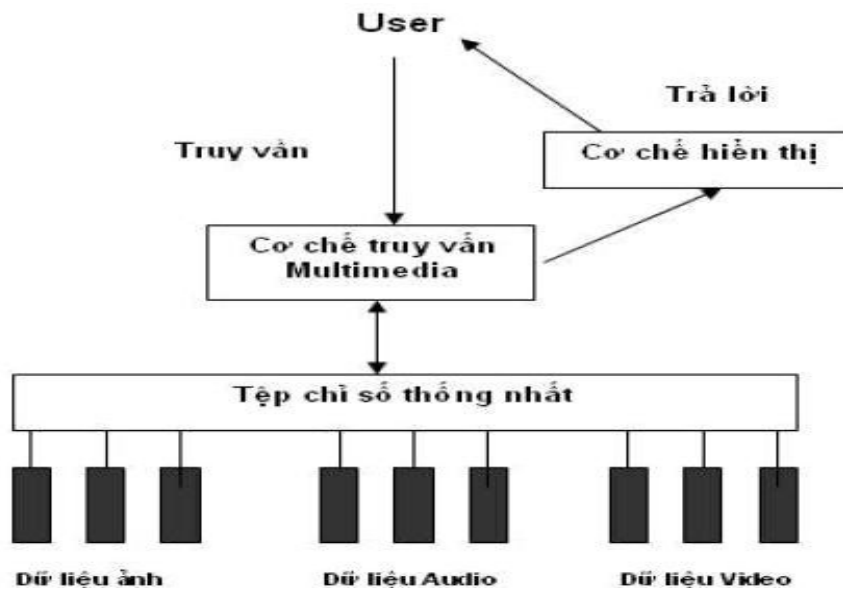 User
Trả lời
Truy vấn
Cơ chế hiển thị
Cơ chế truy vấn
Multimedia
Tệp chỉ số thống nhất
Dữ liệu ảnh
Dữ liệu Audio
Dữ liệu Video